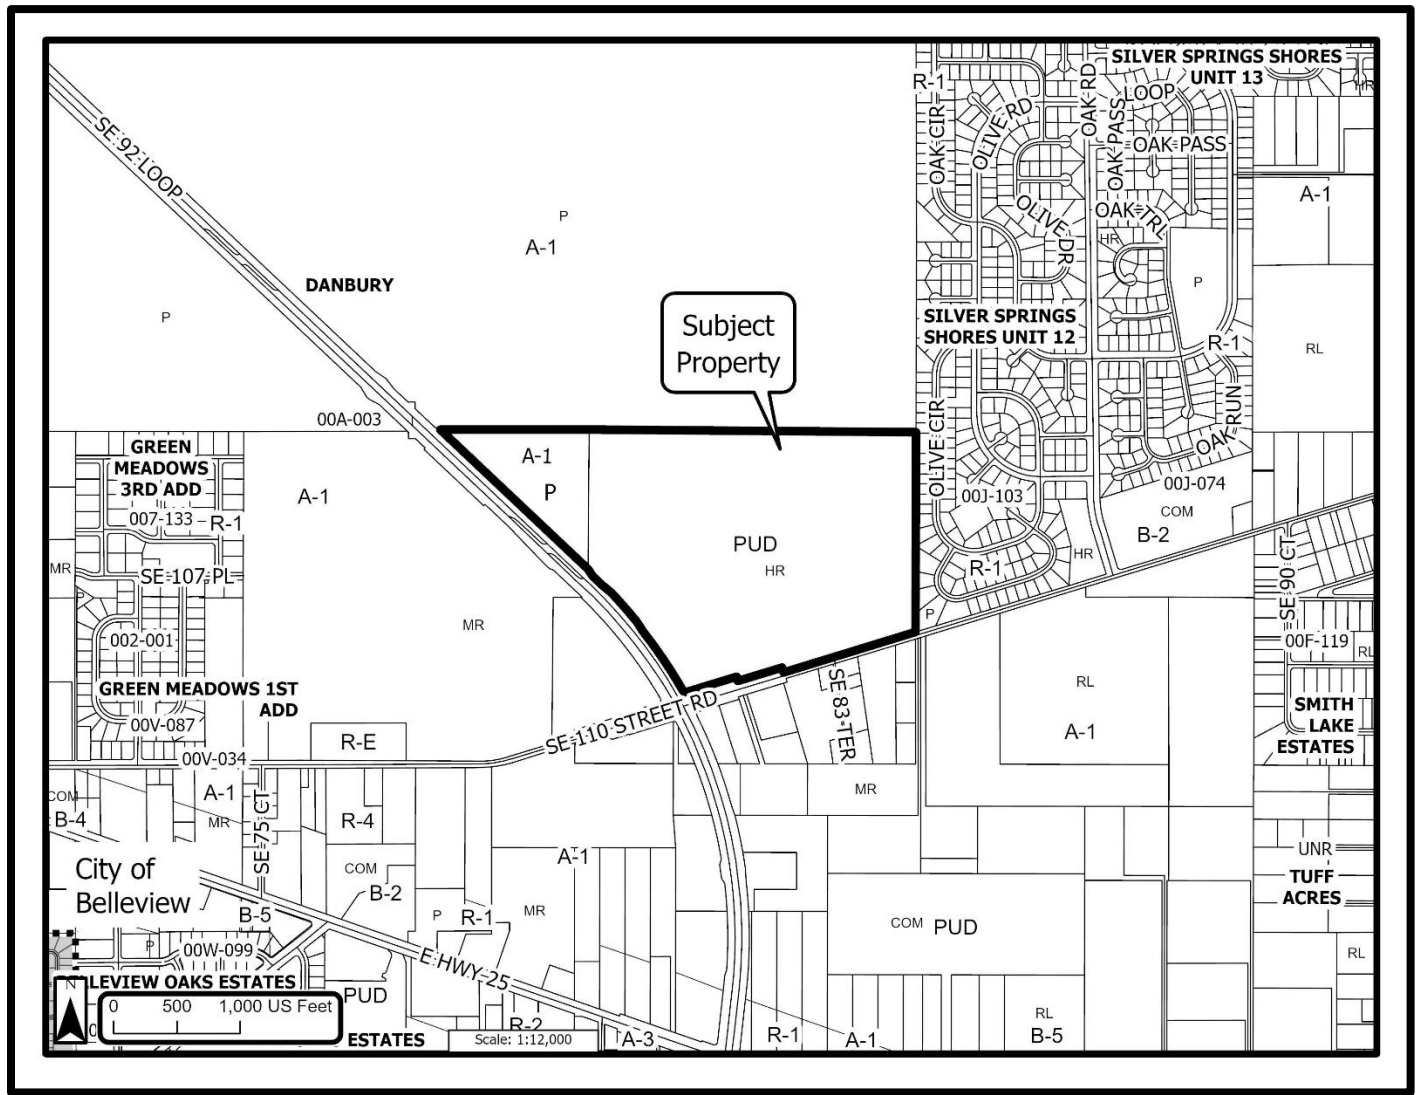 SILVER SPRINGS SHORES
UNIT 13
R-1
OAK CIR
OLIVE RD
OAK RD
OAK PASS
LOOP
HR
OAK PASS
SE 92 LOOP
A-1
P
A-1
OLIVE DR
OAK TRL
HR
DANBURY
P
P
Subject
Property
SILVER SPRINGS
SHORES UNIT 12
R-1
RL
00A-003
GREEN
MEADOWS
3RD ADD
A-1
A-1
P
OLIVE CIR
OAK RUN
00J-103
00J-074
COM
B-2
007-133
R-1
PUD
HR
HR
R-1
SE 90 CT
MR
SE 107 PL
P
P
MR
002-001
00F-119
RL
GREEN MEADOWS 1ST
ADD
00V-087
SE 110 STREET RD
SE 83 TER
RL
A-1
SMITH
LAKE
ESTATES
R-E
00V-034
A-1
MR
COM
B-4
MR
SE 75 CT
R-4
City of
Belleview
COM
B-2
A-1
UNR
TUFF
ACRES
B-5
P
R-1
MR
COM
PUD
P
00W-099
E HWY 25
RL
LLEVIEW OAKS ESTATES
PUD
N
0 500 1,000 US Feet
RL
B-5
ESTATES
R-2
Scale: 1:12,000
A-3
R-1
A-1